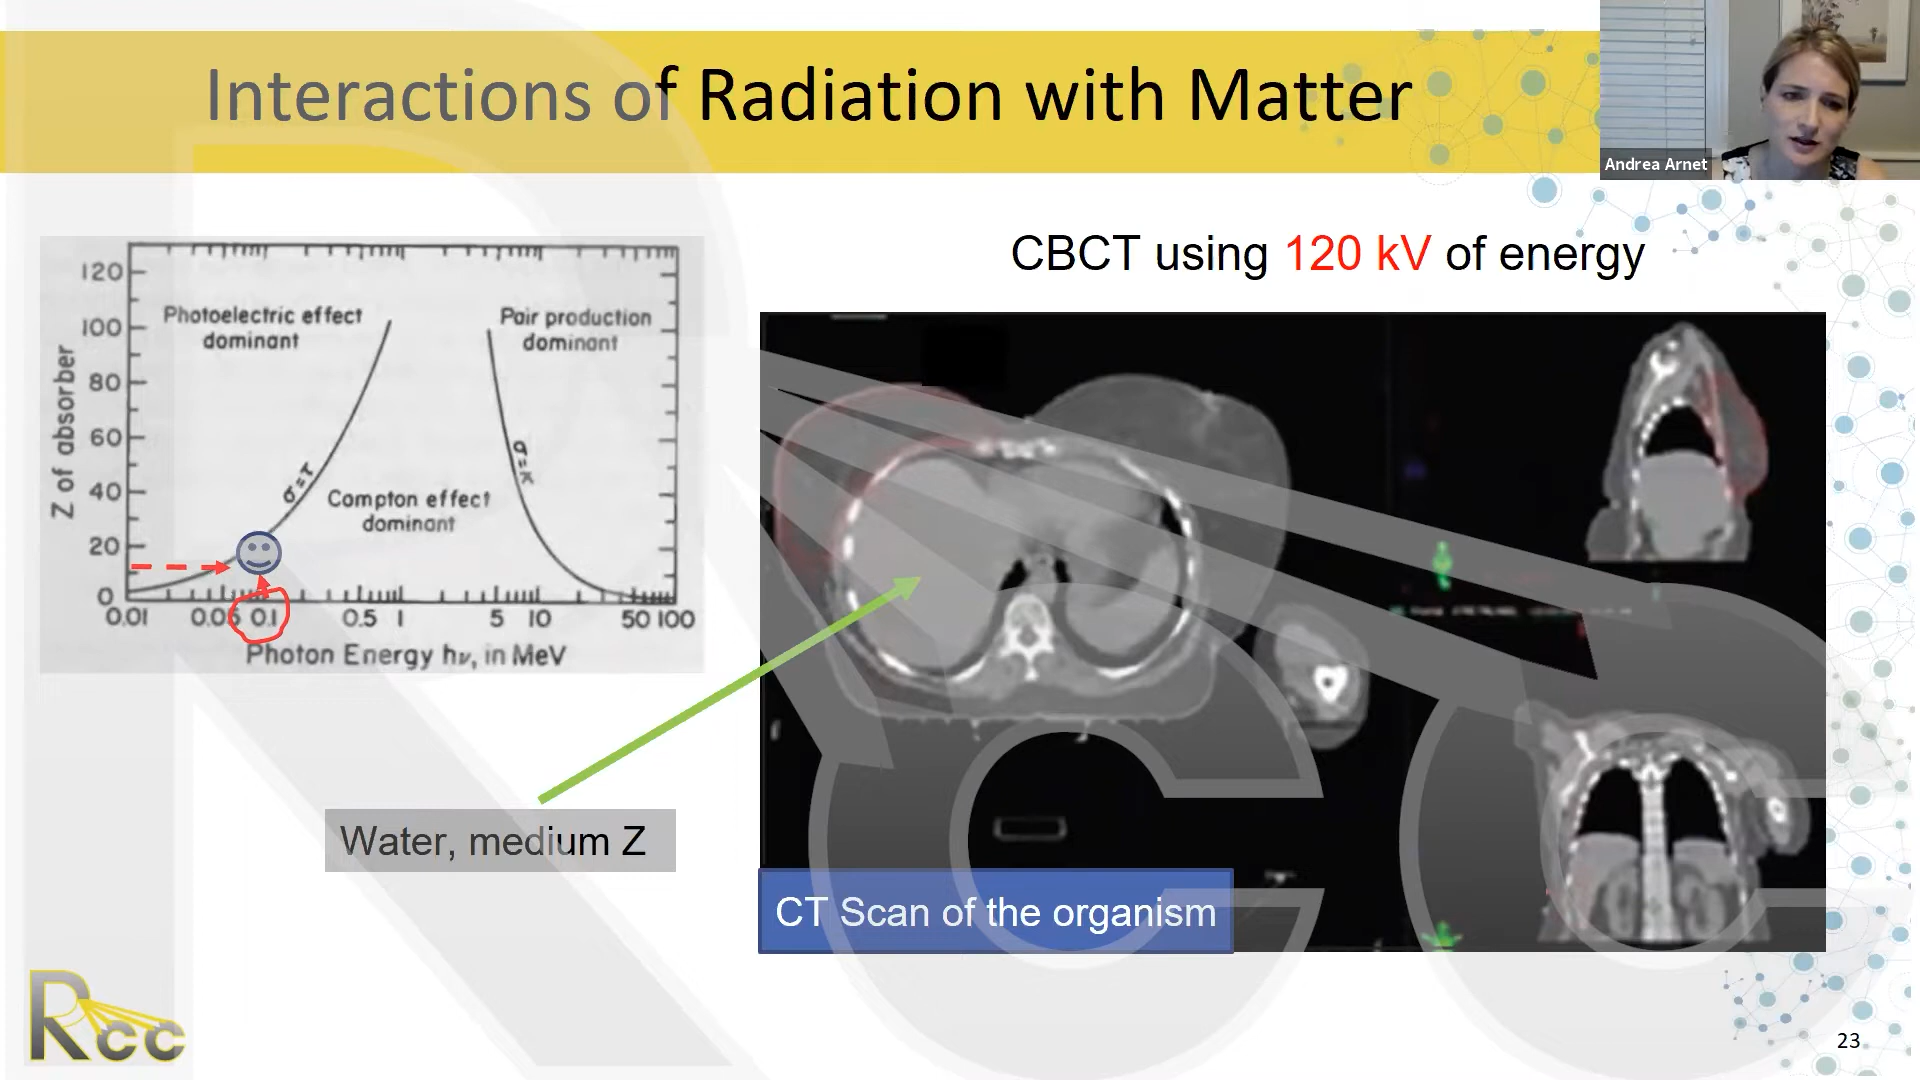 Interactions of Radiation with Matter
Andrea Arnet
CBCT using 120 kV of energy
120
100
80
60
40
20
0
Z of absorber
Photoelectric effect
dominant
Pair production
dominant
σ=τ
σ=κ
Compton effect
dominant
0.01 0.05 0.1 0.5 1 5 10 50 100
Photon Energy hν, in MeV
Water, medium Z
CT Scan of the organism
Rcc
23